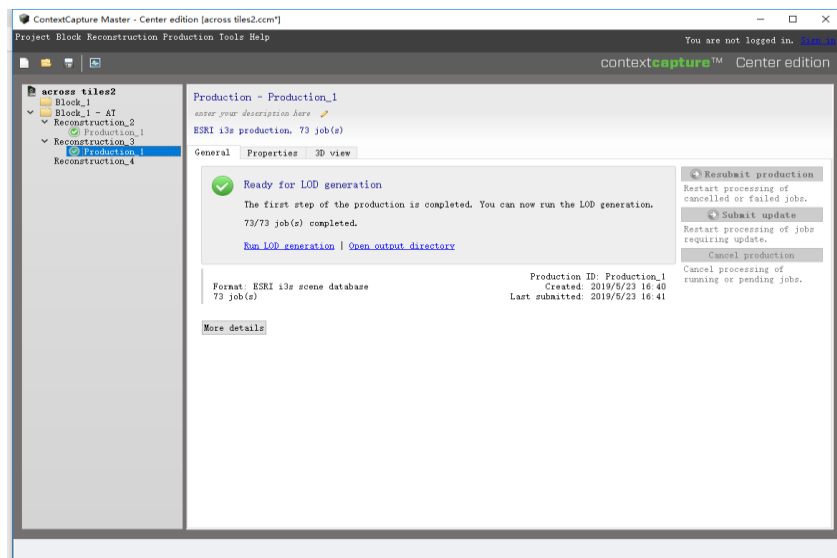 ContextCapture Master - Center edition [across tiles2.ccm*]
Project Block Reconstruction Production Tools Help
You are not logged in. Sign in
contextcapture™ Center edition
across tiles2
Block_1
Block_1 - AT
Reconstruction_2
Production_1
Reconstruction_3
Production_1
Reconstruction_4
Production - Production_1
enter your description here
ESRI i3s production, 73 job(s)
General Properties 3D view
Ready for LOD generation
The first step of the production is completed. You can now run the LOD generation.
73/73 job(s) completed.
Run LOD generation | Open output directory
Format: ESRI i3s scene database
73 job(s)
Production ID: Production_1
Created: 2019/5/23 16:40
Last submitted: 2019/5/23 16:41
More details
Resubmit production
Restart processing of
cancelled or failed jobs.
Submit update
Restart processing of jobs
requiring update.
Cancel production
Cancel processing of
running or pending jobs.